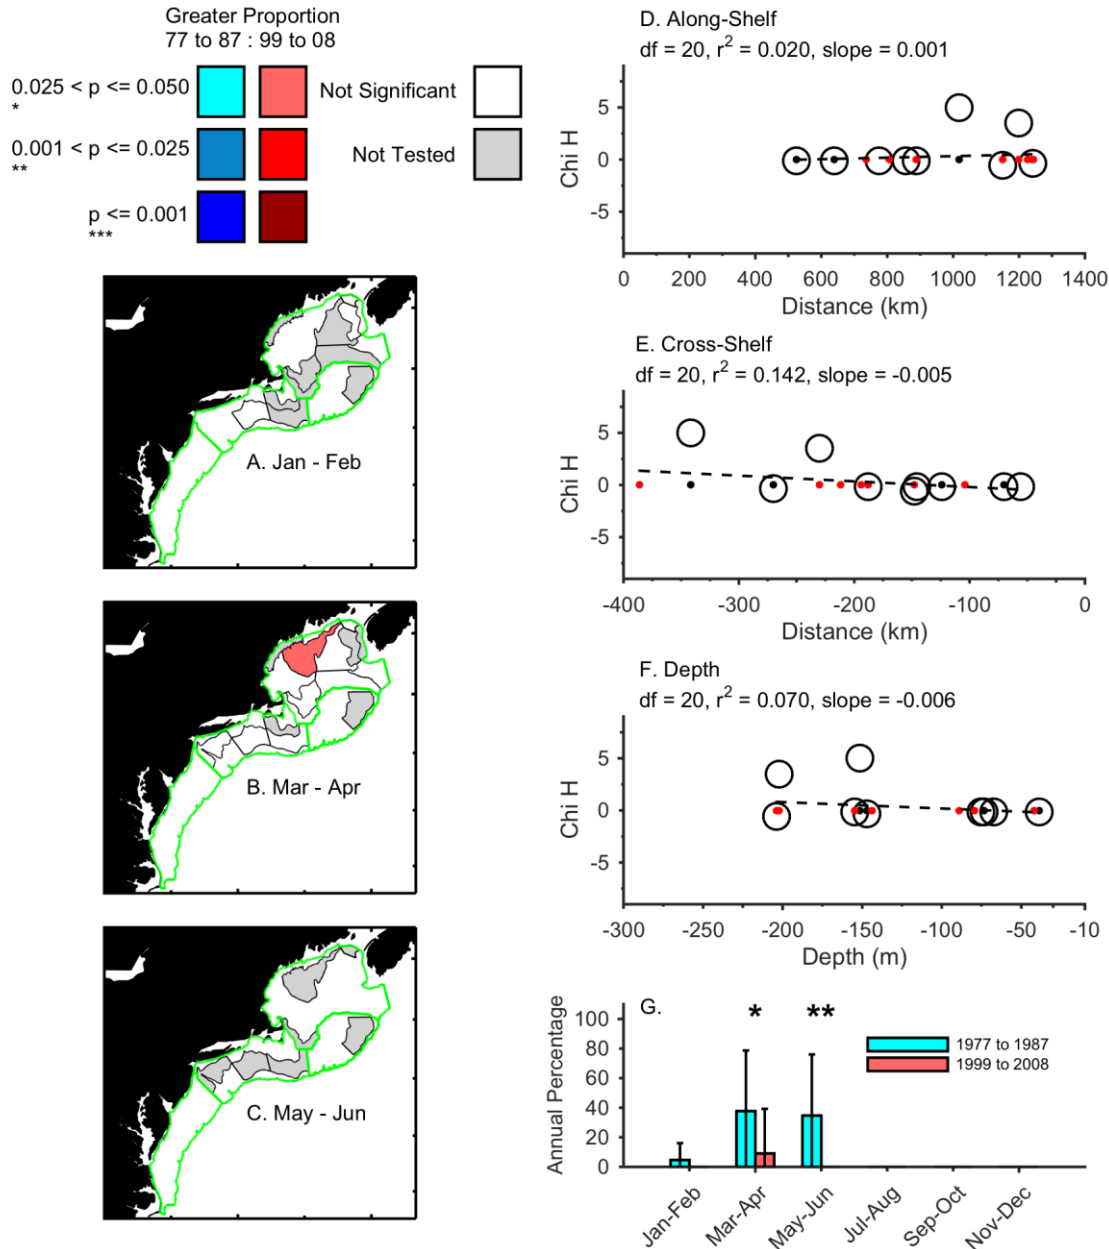 Greater Proportion
77 to 87 : 99 to 08
0.025 < p <= 0.050
*
Not Significant
0.001 < p <= 0.025
**
Not Tested
p <= 0.001
***
A. Jan - Feb
B. Mar - Apr
C. May - Jun
D. Along-Shelf
df = 20, r² = 0.020, slope = 0.001
Chi H
5
0
-5
0 200 400 600 800 1000 1200 1400
Distance (km)
E. Cross-Shelf
df = 20, r² = 0.142, slope = -0.005
Chi H
5
0
-5
-400 -300 -200 -100 0
Distance (km)
F. Depth
df = 20, r² = 0.070, slope = -0.006
Chi H
5
0
-5
-300 -250 -200 -150 -100 -50 -10
Depth (m)
G.
* **
Annual Percentage
100
80
60
40
20
0
1977 to 1987
1999 to 2008
Jan-Feb Mar-Apr May-Jun Jul-Aug Sep-Oct Nov-Dec